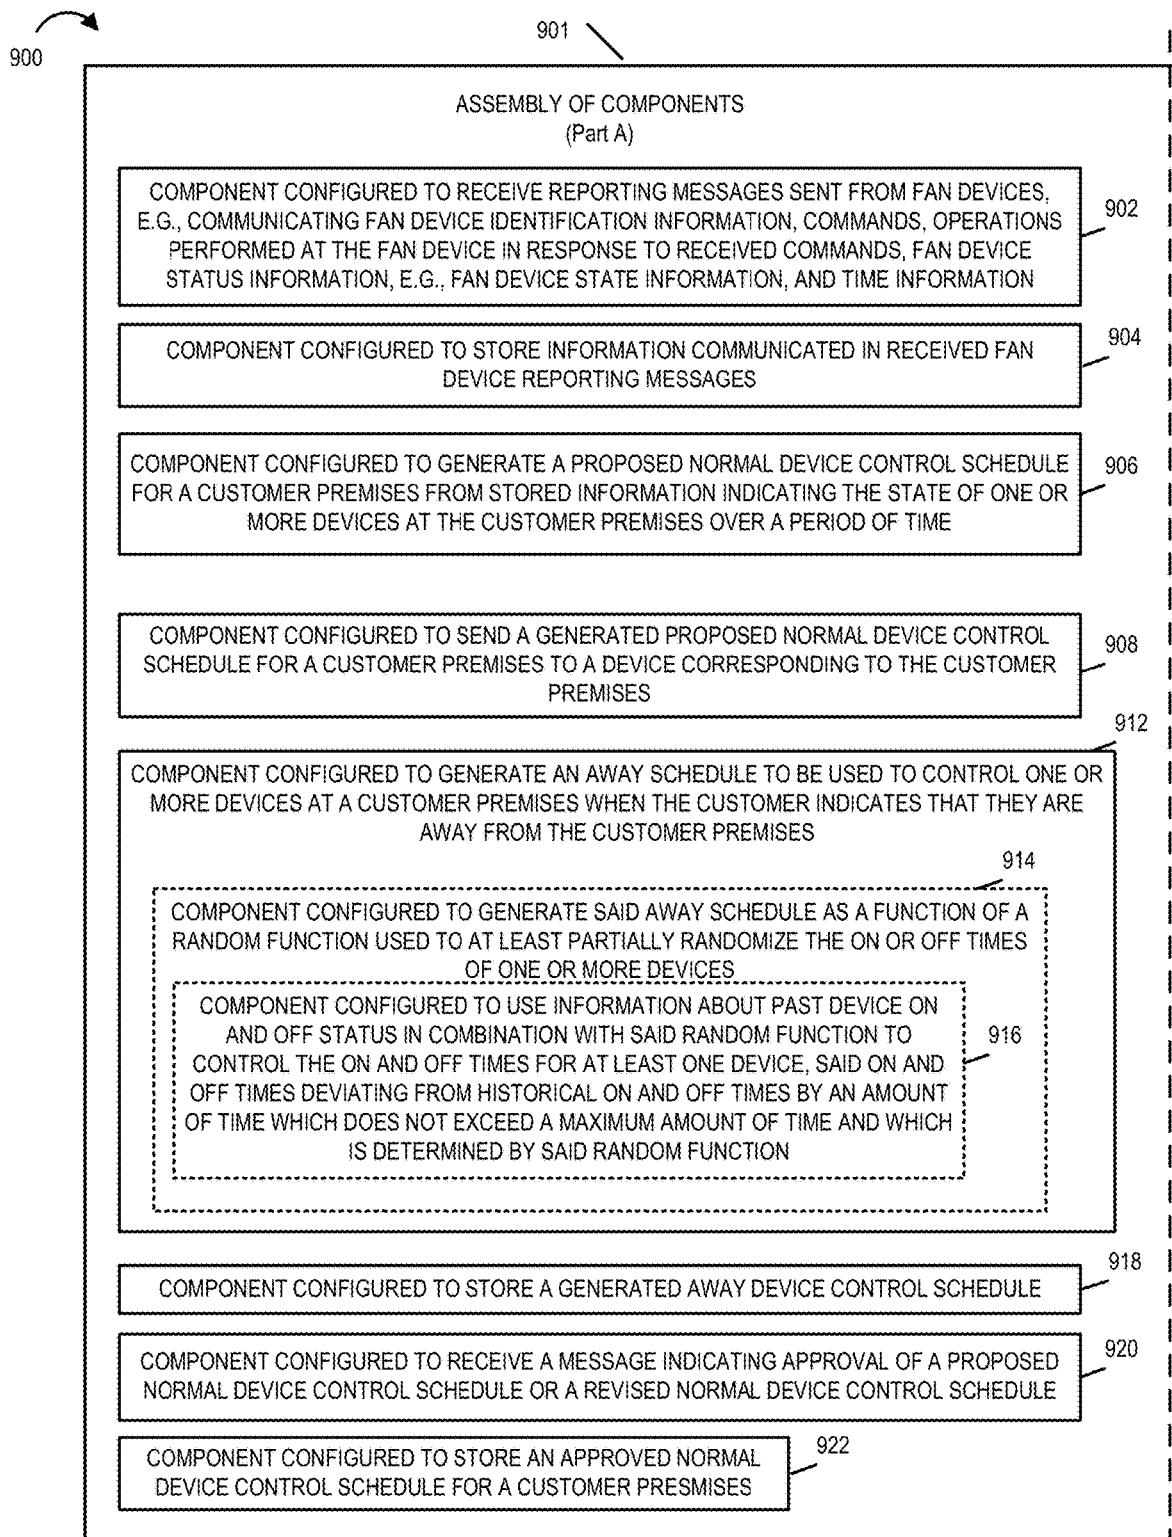 900
901
ASSEMBLY OF COMPONENTS
(Part A)
COMPONENT CONFIGURED TO RECEIVE REPORTING MESSAGES SENT FROM FAN DEVICES,
E.G., COMMUNICATING FAN DEVICE IDENTIFICATION INFORMATION, COMMANDS, OPERATIONS
PERFORMED AT THE FAN DEVICE IN RESPONSE TO RECEIVED COMMANDS, FAN DEVICE
STATUS INFORMATION, E.G., FAN DEVICE STATE INFORMATION, AND TIME INFORMATION
902
COMPONENT CONFIGURED TO STORE INFORMATION COMMUNICATED IN RECEIVED FAN
DEVICE REPORTING MESSAGES
904
COMPONENT CONFIGURED TO GENERATE A PROPOSED NORMAL DEVICE CONTROL SCHEDULE
FOR A CUSTOMER PREMISES FROM STORED INFORMATION INDICATING THE STATE OF ONE OR
MORE DEVICES AT THE CUSTOMER PREMISES OVER A PERIOD OF TIME
906
COMPONENT CONFIGURED TO SEND A GENERATED PROPOSED NORMAL DEVICE CONTROL
SCHEDULE FOR A CUSTOMER PREMISES TO A DEVICE CORRESPONDING TO THE CUSTOMER
PREMISES
908
912
COMPONENT CONFIGURED TO GENERATE AN AWAY SCHEDULE TO BE USED TO CONTROL ONE OR
MORE DEVICES AT A CUSTOMER PREMISES WHEN THE CUSTOMER INDICATES THAT THEY ARE
AWAY FROM THE CUSTOMER PREMISES
914
COMPONENT CONFIGURED TO GENERATE SAID AWAY SCHEDULE AS A FUNCTION OF A
RANDOM FUNCTION USED TO AT LEAST PARTIALLY RANDOMIZE THE ON OR OFF TIMES
OF ONE OR MORE DEVICES
COMPONENT CONFIGURED TO USE INFORMATION ABOUT PAST DEVICE ON
AND OFF STATUS IN COMBINATION WITH SAID RANDOM FUNCTION TO
CONTROL THE ON AND OFF TIMES FOR AT LEAST ONE DEVICE, SAID ON AND
OFF TIMES DEVIATING FROM HISTORICAL ON AND OFF TIMES BY AN AMOUNT
OF TIME WHICH DOES NOT EXCEED A MAXIMUM AMOUNT OF TIME AND WHICH
IS DETERMINED BY SAID RANDOM FUNCTION
916
COMPONENT CONFIGURED TO STORE A GENERATED AWAY DEVICE CONTROL SCHEDULE
918
COMPONENT CONFIGURED TO RECEIVE A MESSAGE INDICATING APPROVAL OF A PROPOSED
NORMAL DEVICE CONTROL SCHEDULE OR A REVISED NORMAL DEVICE CONTROL SCHEDULE
920
COMPONENT CONFIGURED TO STORE AN APPROVED NORMAL
DEVICE CONTROL SCHEDULE FOR A CUSTOMER PRESMISES
922